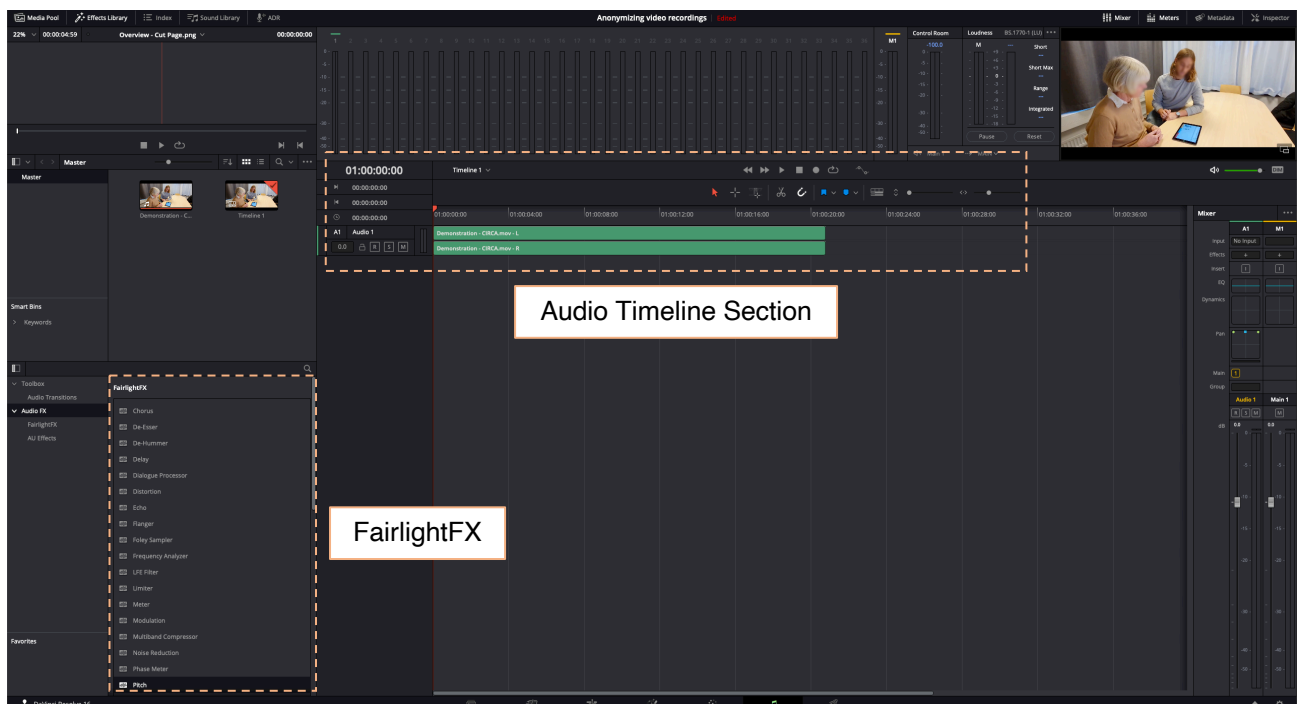 Media Pool Effects Library Index Sound Library ADR Anonymizing video recordings Edited Mixer Meters Metadata Inspector
22% 00:00:04:59 Overview - Cut Page.png 00:00:00:00
M1
Control Room
-100.0
Loudness BS.1770-1 (LU)
M
Short
Short Max
Range
Integrated
Pause Reset
Master
Master
Demonstration - C... Timeline 1
Smart Bins
Keywords
01:00:00:00 Timeline 1
00:00:00:00
00:00:00:00
00:00:00:00
01:00:00:00 01:00:04:00 01:00:08:00 01:00:12:00 01:00:16:00 01:00:20:00 01:00:24:00 01:00:28:00 01:00:32:00 01:00:36:00
A1 Audio 1
0.0 R S M
Demonstration - CIRCA.mov - L
Demonstration - CIRCA.mov - R
Audio Timeline Section
Toolbox
Audio Transitions
Audio FX
FairlightFX
AU Effects
Favorites
FairlightFX
Chorus
De-Esser
De-Hummer
Delay
Dialogue Processor
Distortion
Echo
Flanger
Foley Sampler
Frequency Analyzer
LFE Filter
Limiter
Meter
Modulation
Multiband Compressor
Noise Reduction
Phase Meter
Pitch
FairlightFX
Mixer
A1 M1
Input No Input
Effects + +
Insert
EQ
Dynamics
Pan
Main 1
Group
Audio 1 Main 1
R S M M
dB 0.0 0.0
DaVinci Resolve 16